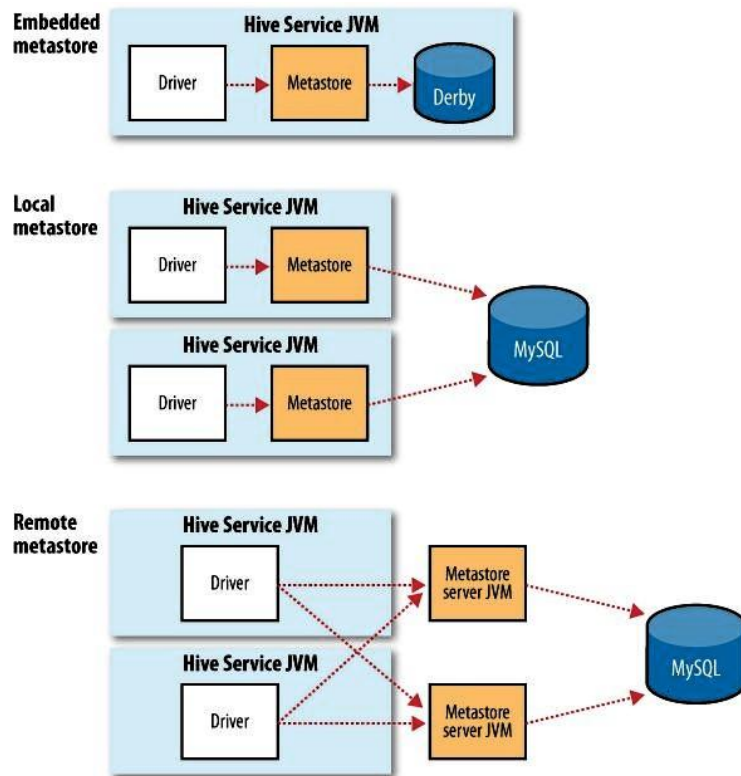 Embedded
metastore
Hive Service JVM
Driver
Metastore
Derby
Local
metastore
Hive Service JVM
Driver
Metastore
MySQL
Hive Service JVM
Driver
Metastore
Remote
metastore
Hive Service JVM
Driver
Metastore
server JVM
MySQL
Hive Service JVM
Driver
Metastore
server JVM